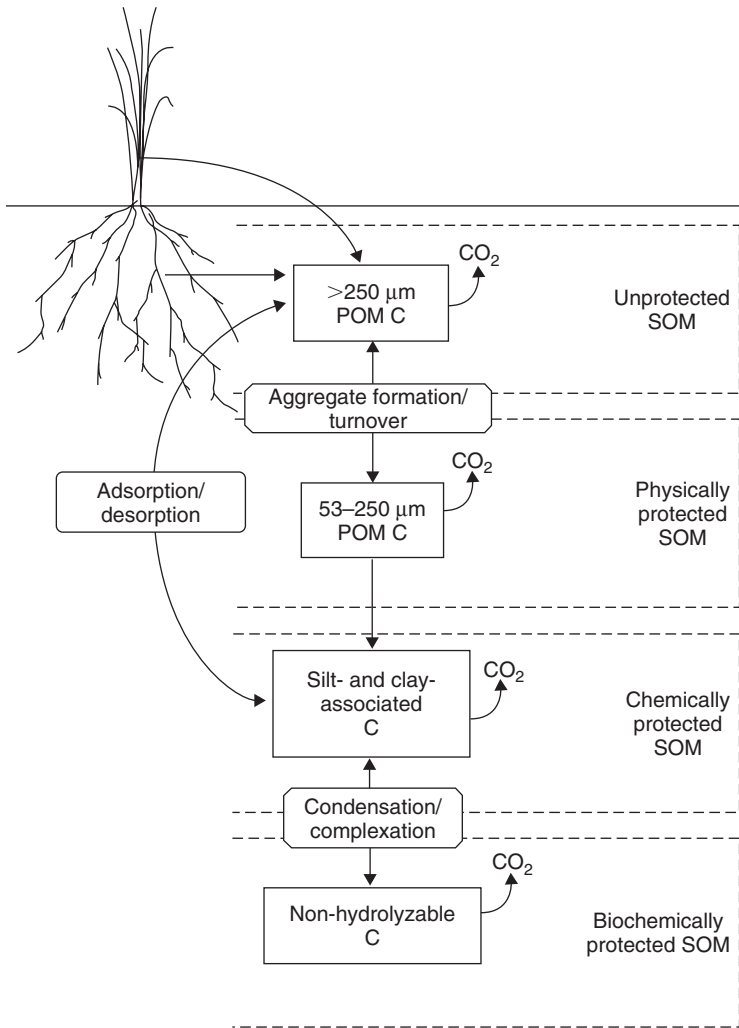 CO₂
>250 μm
POM C
Unprotected
SOM
Aggregate formation/
turnover
CO₂
Adsorption/
desorption
53–250 μm
POM C
Physically
protected
SOM
CO₂
Silt- and clay-
associated
C
Chemically
protected
SOM
Condensation/
complexation
CO₂
Non-hydrolyzable
C
Biochemically
protected SOM